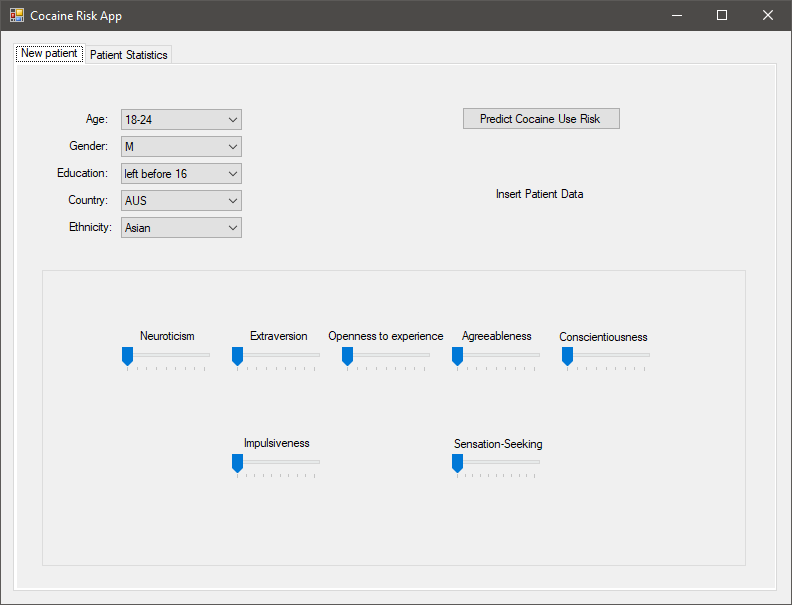 Cocaine Risk App
New patient
Patient Statistics
Age: 18-24
Predict Cocaine Use Risk
Gender: M
Education: left before 16
Insert Patient Data
Country: AUS
Ethnicity: Asian
Neuroticism
Extraversion
Openness to experience
Agreeableness
Conscientiousness
Impulsiveness
Sensation-Seeking